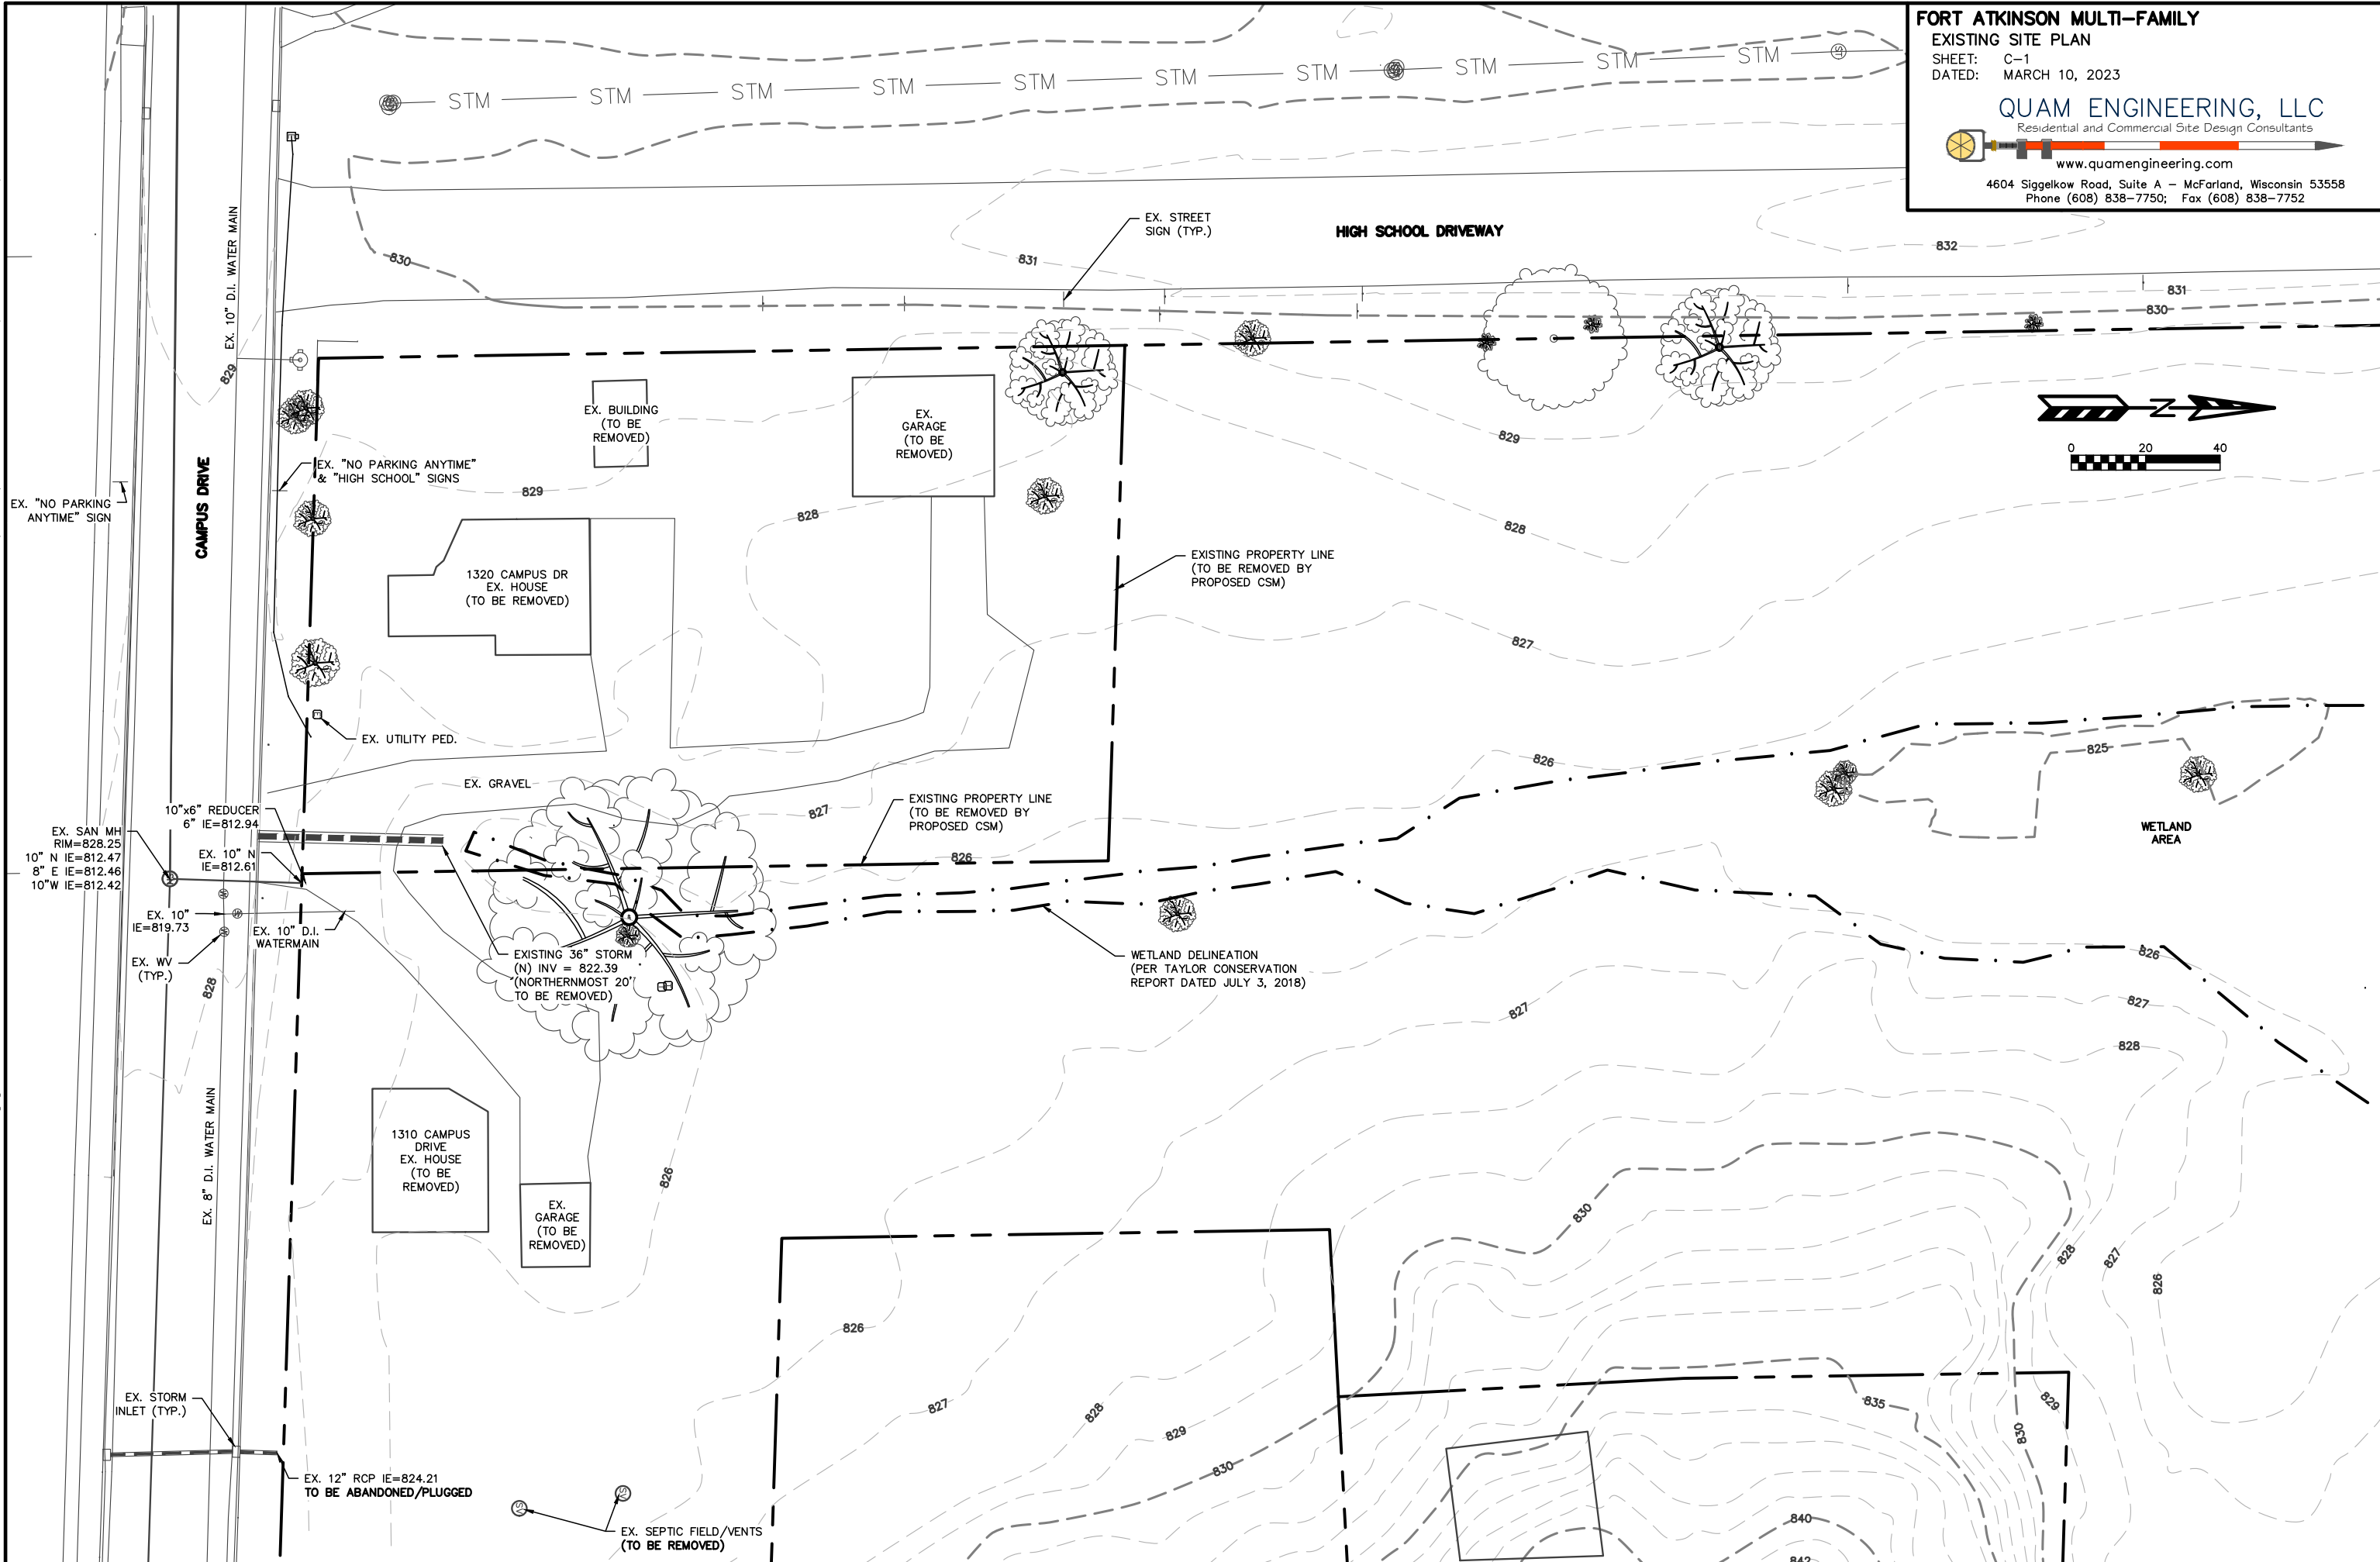 FORT ATKINSON MULTI-FAMILY
EXISTING SITE PLAN
SHEET: C-1
DATED: MARCH 10, 2023
QUAM ENGINEERING, LLC
Residential and Commercial Site Design Consultants
www.quamengineering.com
4604 Siggelkow Road, Suite A - McFarland, Wisconsin 53558
Phone (608) 838-7750; Fax (608) 838-7752
STM
STM
STM
STM
STM
STM
STM
STM
STM
ST
EX. 10" D.I. WATER MAIN
EX. STREET
SIGN (TYP.)
HIGH SCHOOL DRIVEWAY
830
831
832
831
830
829
CAMPUS DRIVE
EX. BUILDING
(TO BE
REMOVED)
EX.
GARAGE
(TO BE
REMOVED)
N
0 20 40
829
EX. "NO PARKING ANYTIME"
& "HIGH SCHOOL" SIGNS
829
EX. "NO PARKING
ANYTIME" SIGN
828
828
1320 CAMPUS DR
EX. HOUSE
(TO BE REMOVED)
EXISTING PROPERTY LINE
(TO BE REMOVED BY
PROPOSED CSM)
827
E
EX. UTILITY PED.
826
825
EX. GRAVEL
10"x6" REDUCER
6" IE=812.94
827
EXISTING PROPERTY LINE
(TO BE REMOVED BY
PROPOSED CSM)
WETLAND
AREA
EX. SAN MH
RIM=828.25
10" N IE=812.47
8" E IE=812.46
10"W IE=812.42
EX. 10" N
IE=812.61
826
EX. 10"
IE=819.73
EX. 10" D.I.
WATERMAIN
EX. WV
(TYP.)
828
EXISTING 36" STORM
(N) INV = 822.39
(NORTHERNMOST 20'
TO BE REMOVED)
WETLAND DELINEATION
(PER TAYLOR CONSERVATION
REPORT DATED JULY 3, 2018)
826
827
827
828
EX. 8" D.I. WATER MAIN
1310 CAMPUS
DRIVE
EX. HOUSE
(TO BE
REMOVED)
826
EX.
GARAGE
(TO BE
REMOVED)
830
828
827
826
826
EX. STORM
INLET (TYP.)
827
828
829
830
835
829
830
EX. 12" RCP IE=824.21
TO BE ABANDONED/PLUGGED
SV
SV
EX. SEPTIC FIELD/VENTS
(TO BE REMOVED)
840
842